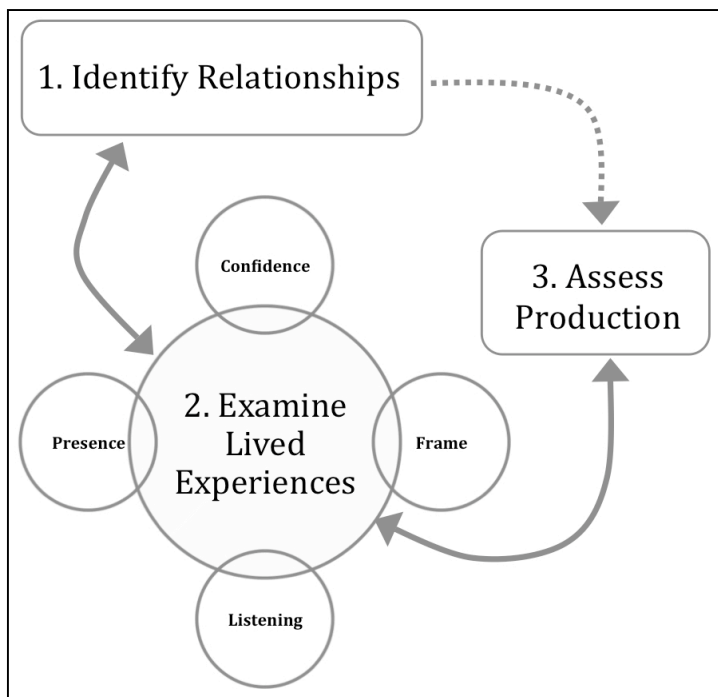 1. Identify Relationships
Confidence
3. Assess
Production
2. Examine
Lived
Experiences
Presence
Frame
Listening